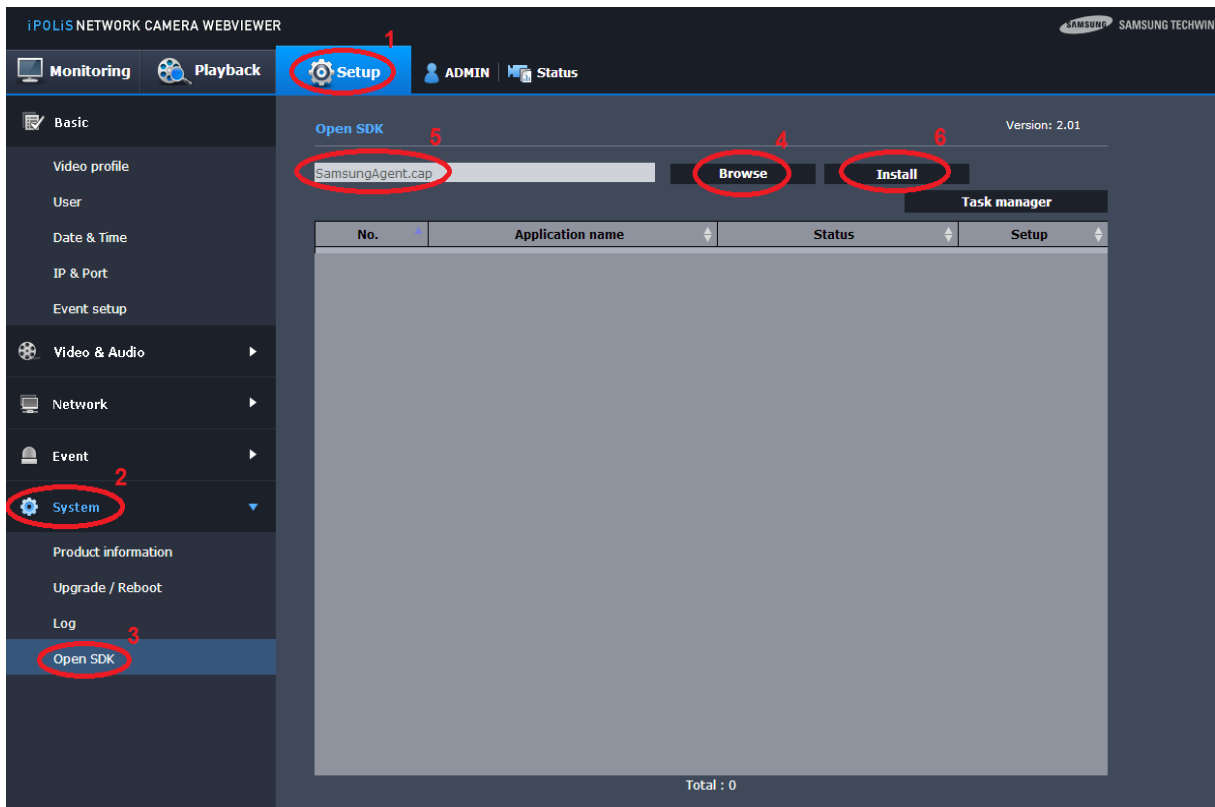 iPOLiS NETWORK CAMERA WEBVIEWER
SAMSUNG SAMSUNG TECHWIN
1
Monitoring Playback Setup ADMIN Status
Basic
Video profile
User
Date & Time
IP & Port
Event setup
Video & Audio
Network
Event
2
System
Product information
Upgrade / Reboot
Log
3
Open SDK
Open SDK Version: 2.01
5 4 6
SamsungAgent.cap Browse Install
Task manager
No. Application name Status Setup
Total : 0